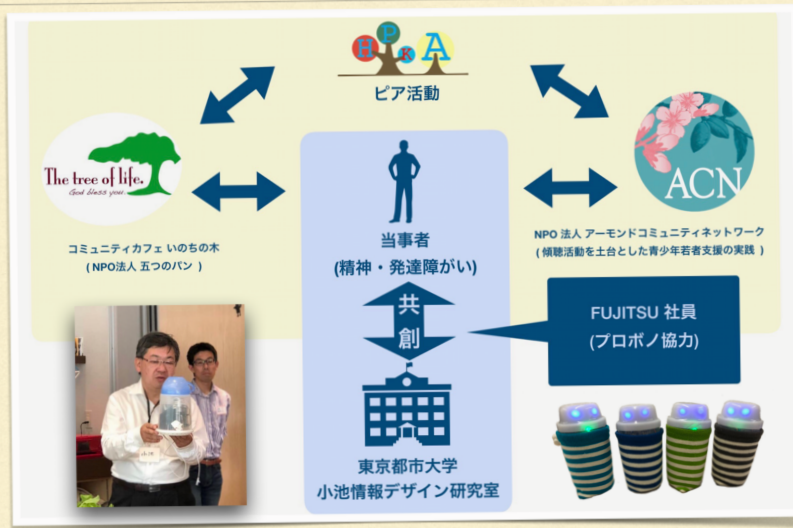 HPKA
ピア活動
The tree of life.
God bless you.
コミュニティカフェ いのちの木
( NPO法人 五つのパン )
当事者
(精神・発達障がい)
ACN
NPO 法人 アーモンドコミュニティネットワーク
( 傾聴活動を土台とした青少年若者支援の実践 )
共
創
FUJITSU 社員
(プロボノ協力)
東京都市大学
小池情報デザイン研究室